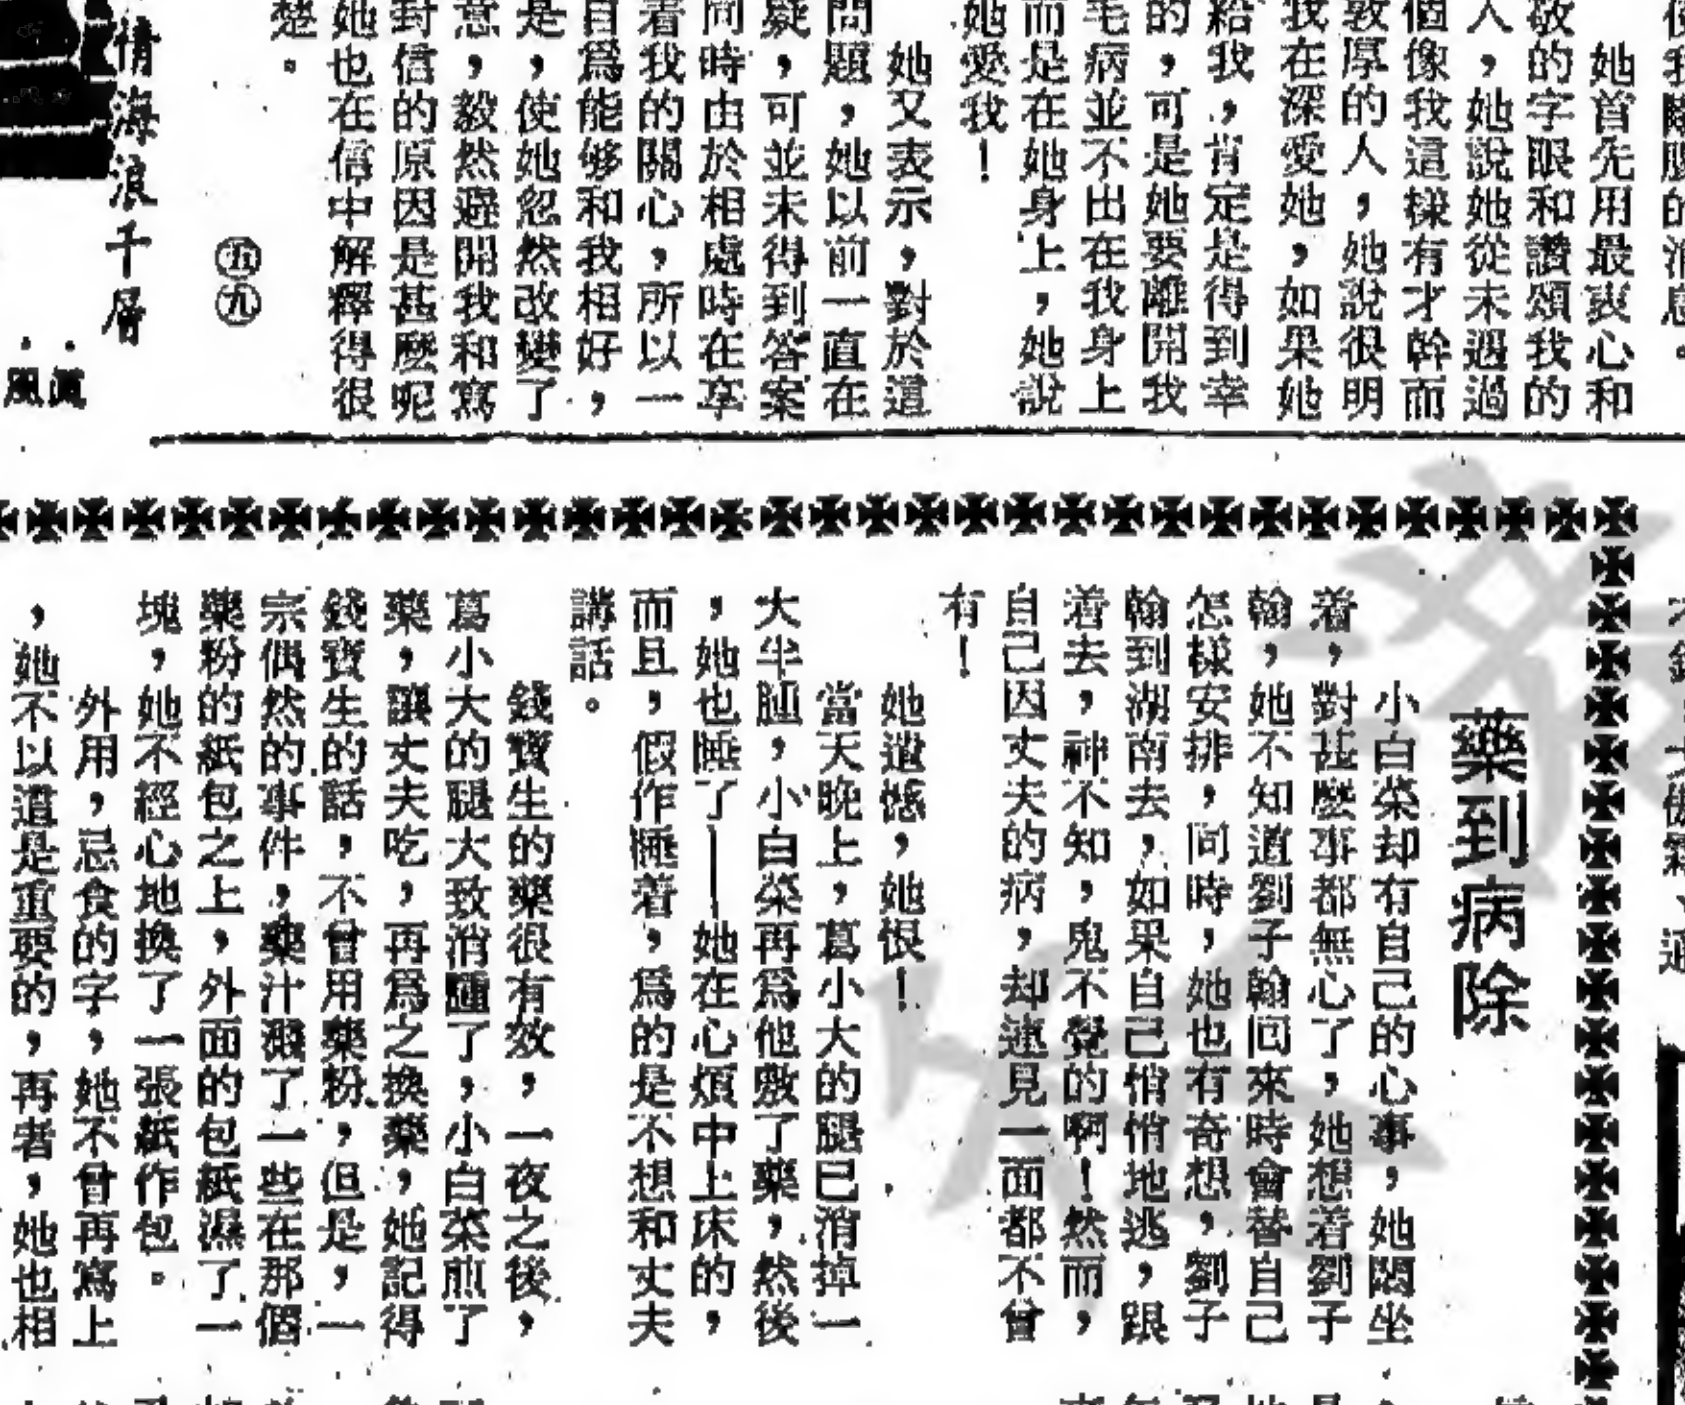 她首先用最衷心和
敬的字眼和讚頌我的
人，她說她從未遇過
個像我這樣有才幹而
敦厚的人，她說很明
我在深愛她，如果她
給我，肯定是得到幸
的，可是她要離開我
毛病並不出在我身上
而是在她身上，她說
她愛我！
她又表示，對於這
問題，她以前一直在
疑，可並未得到答案
同時由於相處時在享
着我的關心，所以一
自爲能够和我相好，
是，使她忽然改變了
意，毅然避開我和寫
封信的原因是甚麽呢
她也在信中解釋得很
楚。
㊄㊈
情海浪千層
藥到病除
小白菜却有自己的心事，她悶坐
着，對甚麽事都無心了，她想着劉子
翰，她不知道劉子翰回來時會替自己
怎樣安排，同時，她也有奇想，劉子
翰到湖南去，如果自己悄悄地逃，跟
着去，神不知，鬼不覺的啊！然而，
自己因丈夫的病，却連見一面都不曾
有！
她遺憾，她恨！
當天晚上，葛小大的腿已消掉一
大半腫，小白菜再爲他敷了藥，然後
，她也睡了——她在心煩中上床的，
而且，假作睡着，爲的是不想和丈夫
講話。
錢寶生的藥很有效，一夜之後，
葛小大的腿大致消腫了，小白菜煎了
藥，讓丈夫吃，再爲之換藥，她記得
錢寶生的話，不曾用藥粉，但是，一
宗偶然的事件，藥汁濺了一些在那個
藥粉的紙包之上，外面的包紙濕了一
塊，她不經心地換了一張紙作包。
外用，忌食的字，她不曾再寫上
，她不以這是重要的，再者，她也相